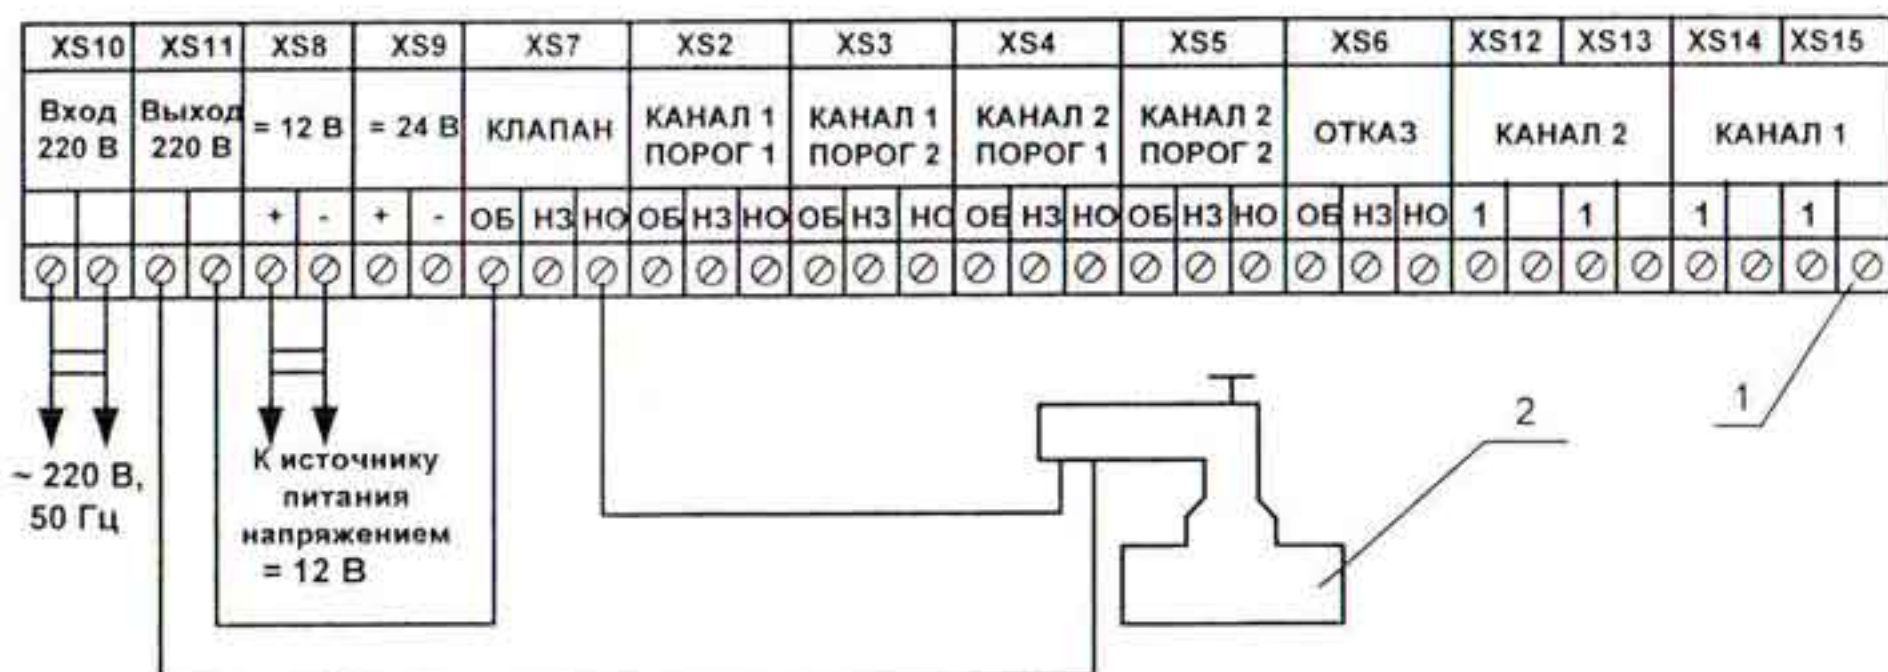 XS10 XS11 XS8 XS9 XS7 XS2 XS3 XS4 XS5 XS6 XS12 XS13 XS14 XS15
Вход Выход = 12 В = 24 В КЛАПАН КАНАЛ 1 КАНАЛ 1 КАНАЛ 2 КАНАЛ 2 ОТКАЗ КАНАЛ 2 КАНАЛ 1
220 В 220 В ПОРОГ 1 ПОРОГ 2 ПОРОГ 1 ПОРОГ 2
+ - + - ОБ НЗ НО ОБ НЗ НО ОБ НЗ НО ОБ НЗ НО ОБ НЗ НО ОБ НЗ НО 1 1 1 1
1
2
~ 220 В,
50 Гц
К источнику
питания
напряжением
= 12 В